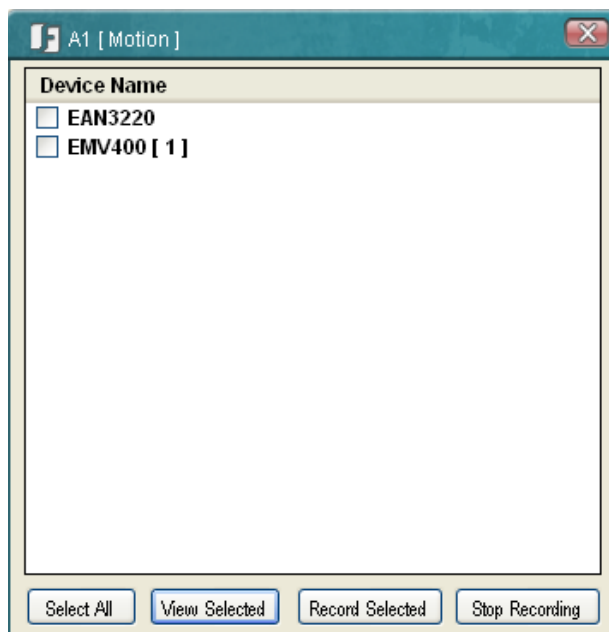 A1 [ Motion ]
Device Name
EAN3220
EMV400 [ 1 ]
Select All View Selected Record Selected Stop Recording